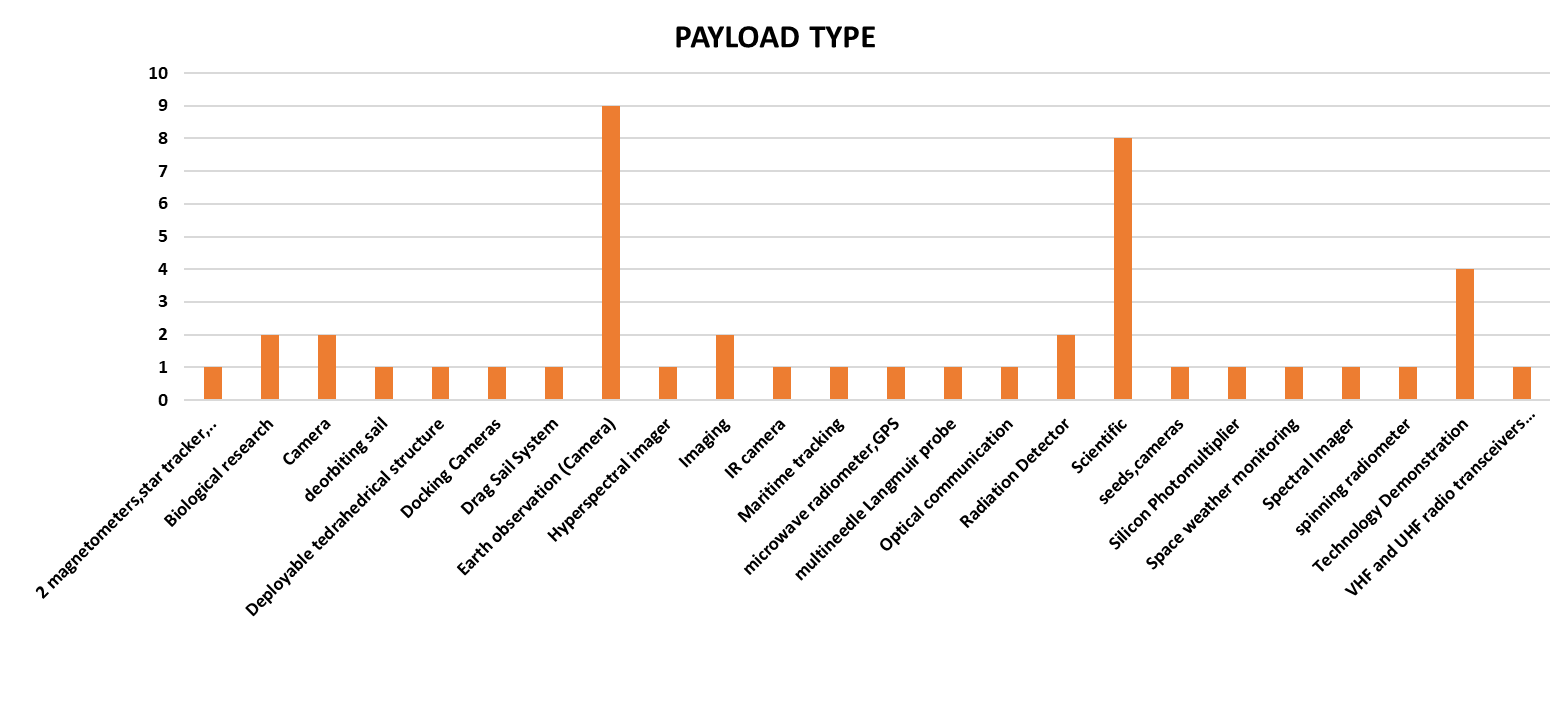 PAYLOAD TYPE
10
9
8
7
6
5
4
3
2
1
0
2 magnetometers,star tracker,..
Biological research
Camera
deorbiting sail
Deployable tedrahedrical structure
Docking Cameras
Drag Sail System
Earth observation (Camera)
Hyperspectral imager
Imaging
IR camera
Maritime tracking
microwave radiometer,GPS
multineedle Langmuir probe
Optical communication
Radiation Detector
Scientific
seeds,cameras
Silicon Photomultiplier
Space weather monitoring
Spectral Imager
spinning radiometer
Technology Demonstration
VHF and UHF radio transceivers...